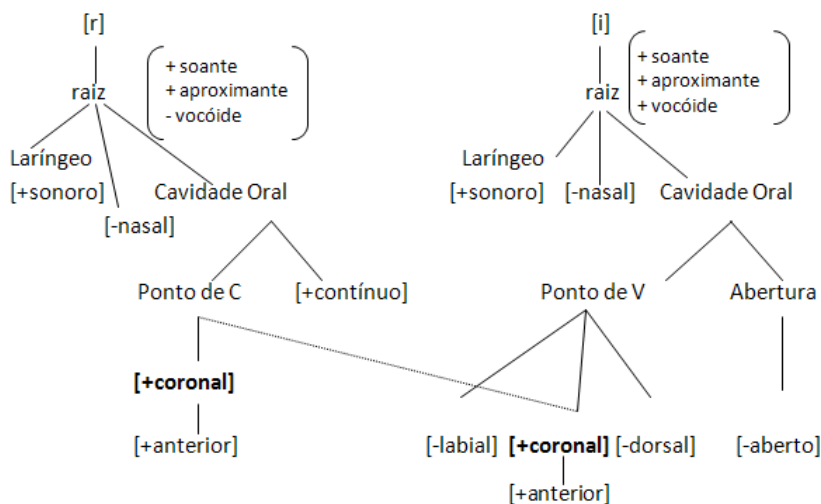 [r]
raiz
+ soante
+ aproximante
- vocóide
Laríngeo
[+sonoro]
[-nasal]
Cavidade Oral
Ponto de C
[+contínuo]
[+coronal]
[+anterior]
[i]
raiz
+ soante
+ aproximante
+ vocóide
Laríngeo
[+sonoro]
[-nasal]
Cavidade Oral
Ponto de V
Abertura
[-labial]
[+coronal]
[-dorsal]
[-aberto]
[+anterior]